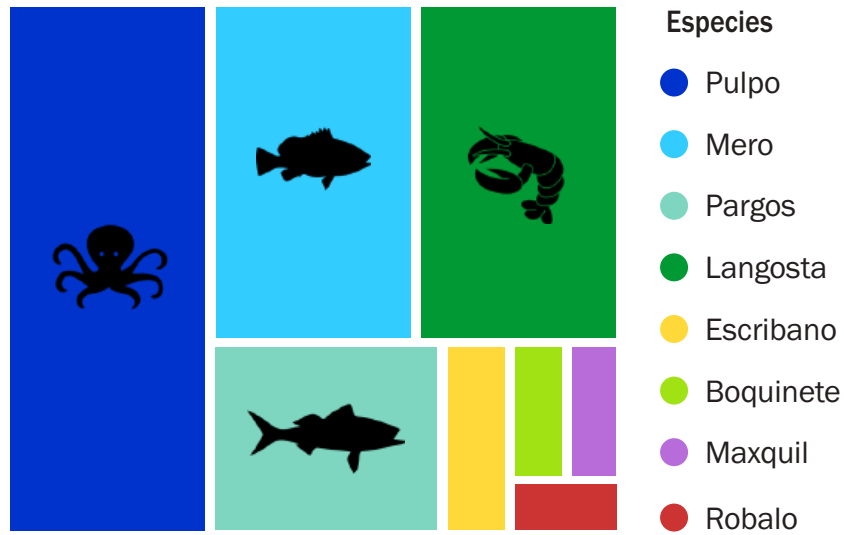 Especies
Pulpo
Mero
Pargos
Langosta
Escribano
Boquinete
Maxquil
Robalo